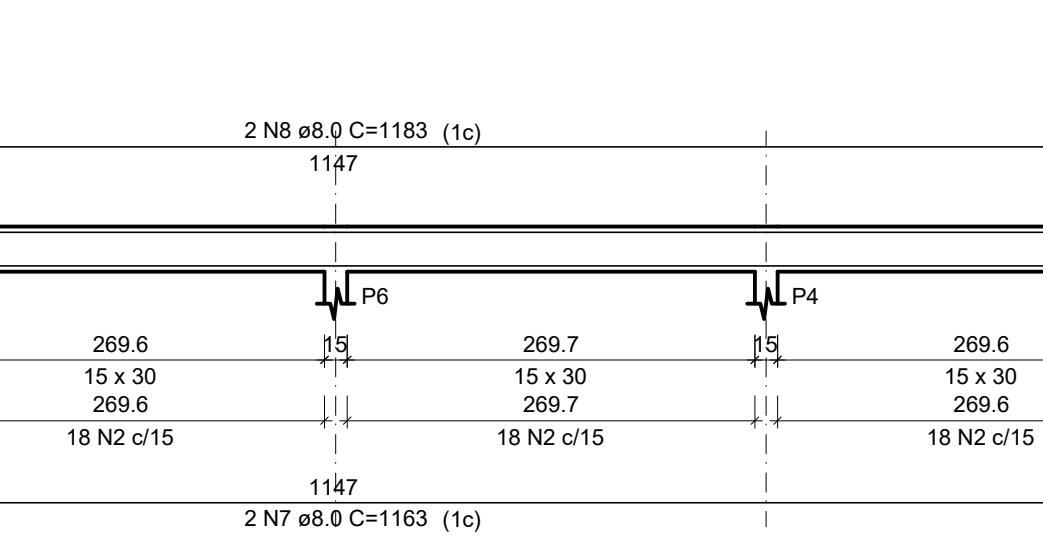 2 N8 ø8.0 C=1183 (1c)
1147
P6 P4
269.6 15 269.7 15 269.6
15 x 30 15 x 30 15 x 30
269.6 269.7 269.6
18 N2 c/15 18 N2 c/15 18 N2 c/15
1147
2 N7 ø8.0 C=1163 (1c)